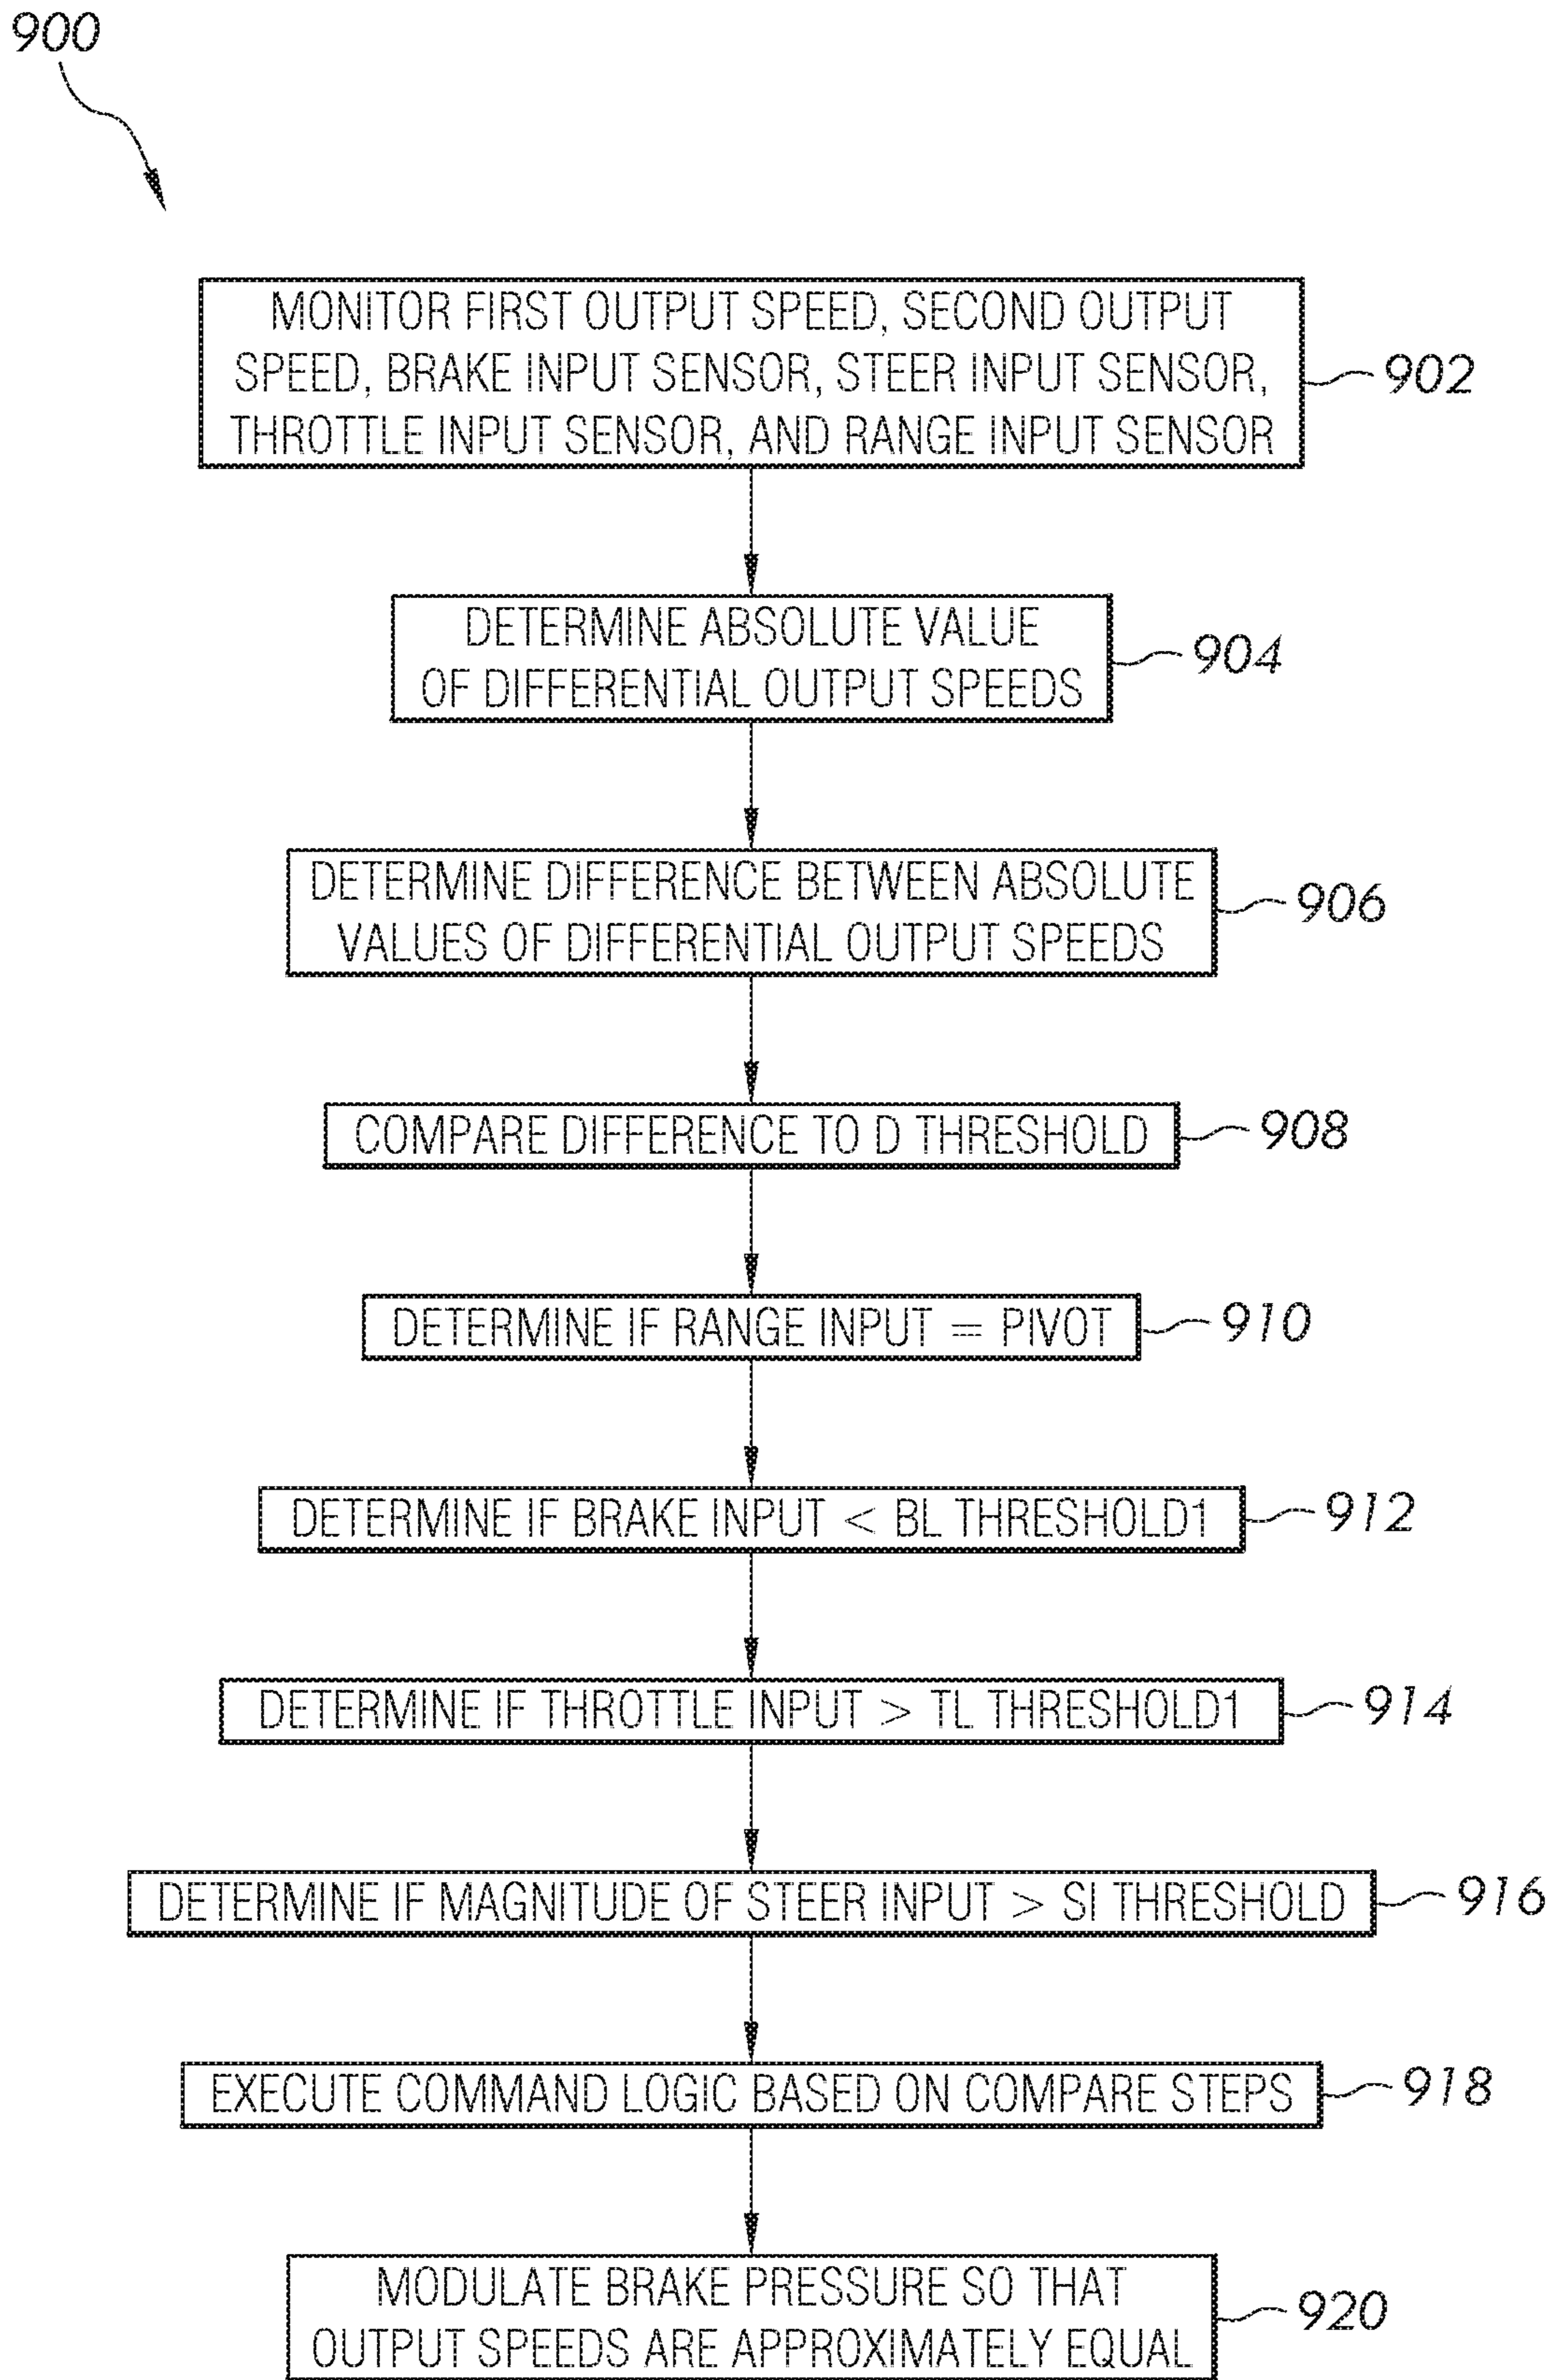 900
MONITOR FIRST OUTPUT SPEED, SECOND OUTPUT
SPEED, BRAKE INPUT SENSOR, STEER INPUT SENSOR,
THROTTLE INPUT SENSOR, AND RANGE INPUT SENSOR
902
DETERMINE ABSOLUTE VALUE
OF DIFFERENTIAL OUTPUT SPEEDS
904
DETERMINE DIFFERENCE BETWEEN ABSOLUTE
VALUES OF DIFFERENTIAL OUTPUT SPEEDS
906
COMPARE DIFFERENCE TO D THRESHOLD
908
DETERMINE IF RANGE INPUT = PIVOT
910
DETERMINE IF BRAKE INPUT < BL THRESHOLD1
912
DETERMINE IF THROTTLE INPUT > TL THRESHOLD1
914
DETERMINE IF MAGNITUDE OF STEER INPUT > SI THRESHOLD
916
EXECUTE COMMAND LOGIC BASED ON COMPARE STEPS
918
MODULATE BRAKE PRESSURE SO THAT
OUTPUT SPEEDS ARE APPROXIMATELY EQUAL
920